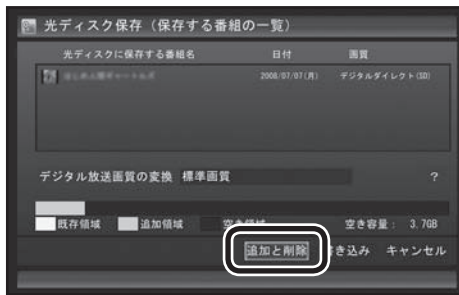 光ディスク保存（保存する番組の一覧）
光ディスクに保存する番組名 日付 画質
2008/07/07(月) デジタルダイレクト(SD)
デジタル放送画質の変換 標準画質 ?
既存領域 追加領域 空き領域 空き容量： 3.7GB
追加と削除 き込み キャンセル